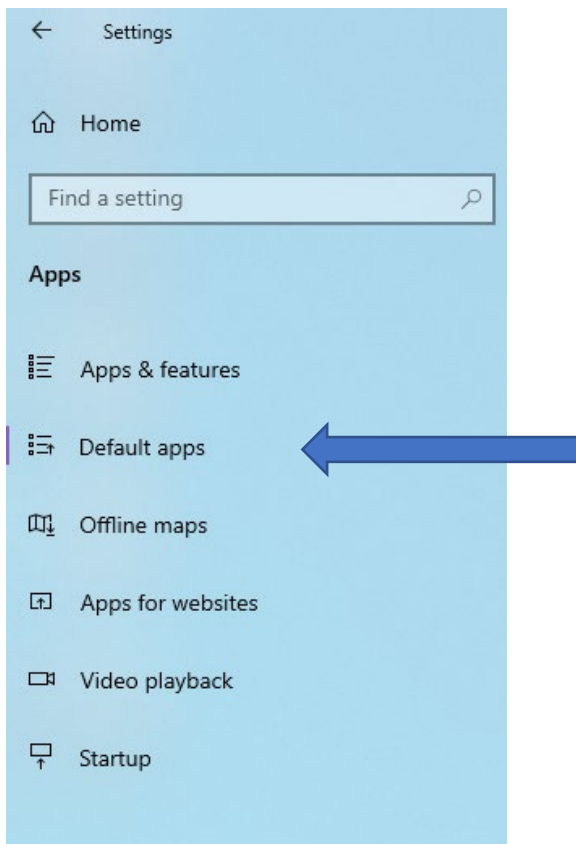 Settings
Home
Find a setting
Apps
Apps & features
Default apps
Offline maps
Apps for websites
Video playback
Startup